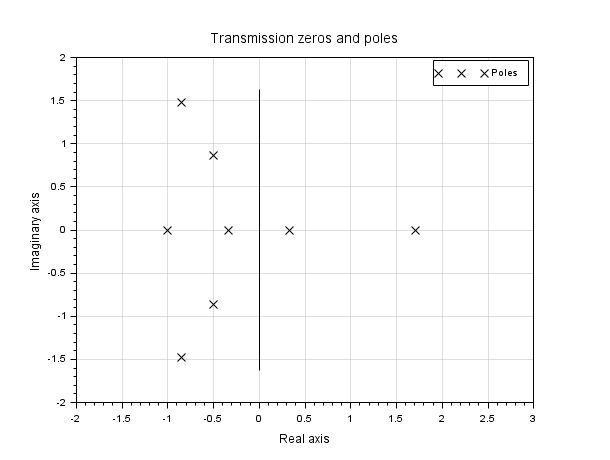 Transmission zeros and poles
Poles
2
1.5
1
0.5
0
-0.5
-1
-1.5
-2
Imaginary axis
-2 -1.5 -1 -0.5 0 0.5 1 1.5 2 2.5 3
Real axis